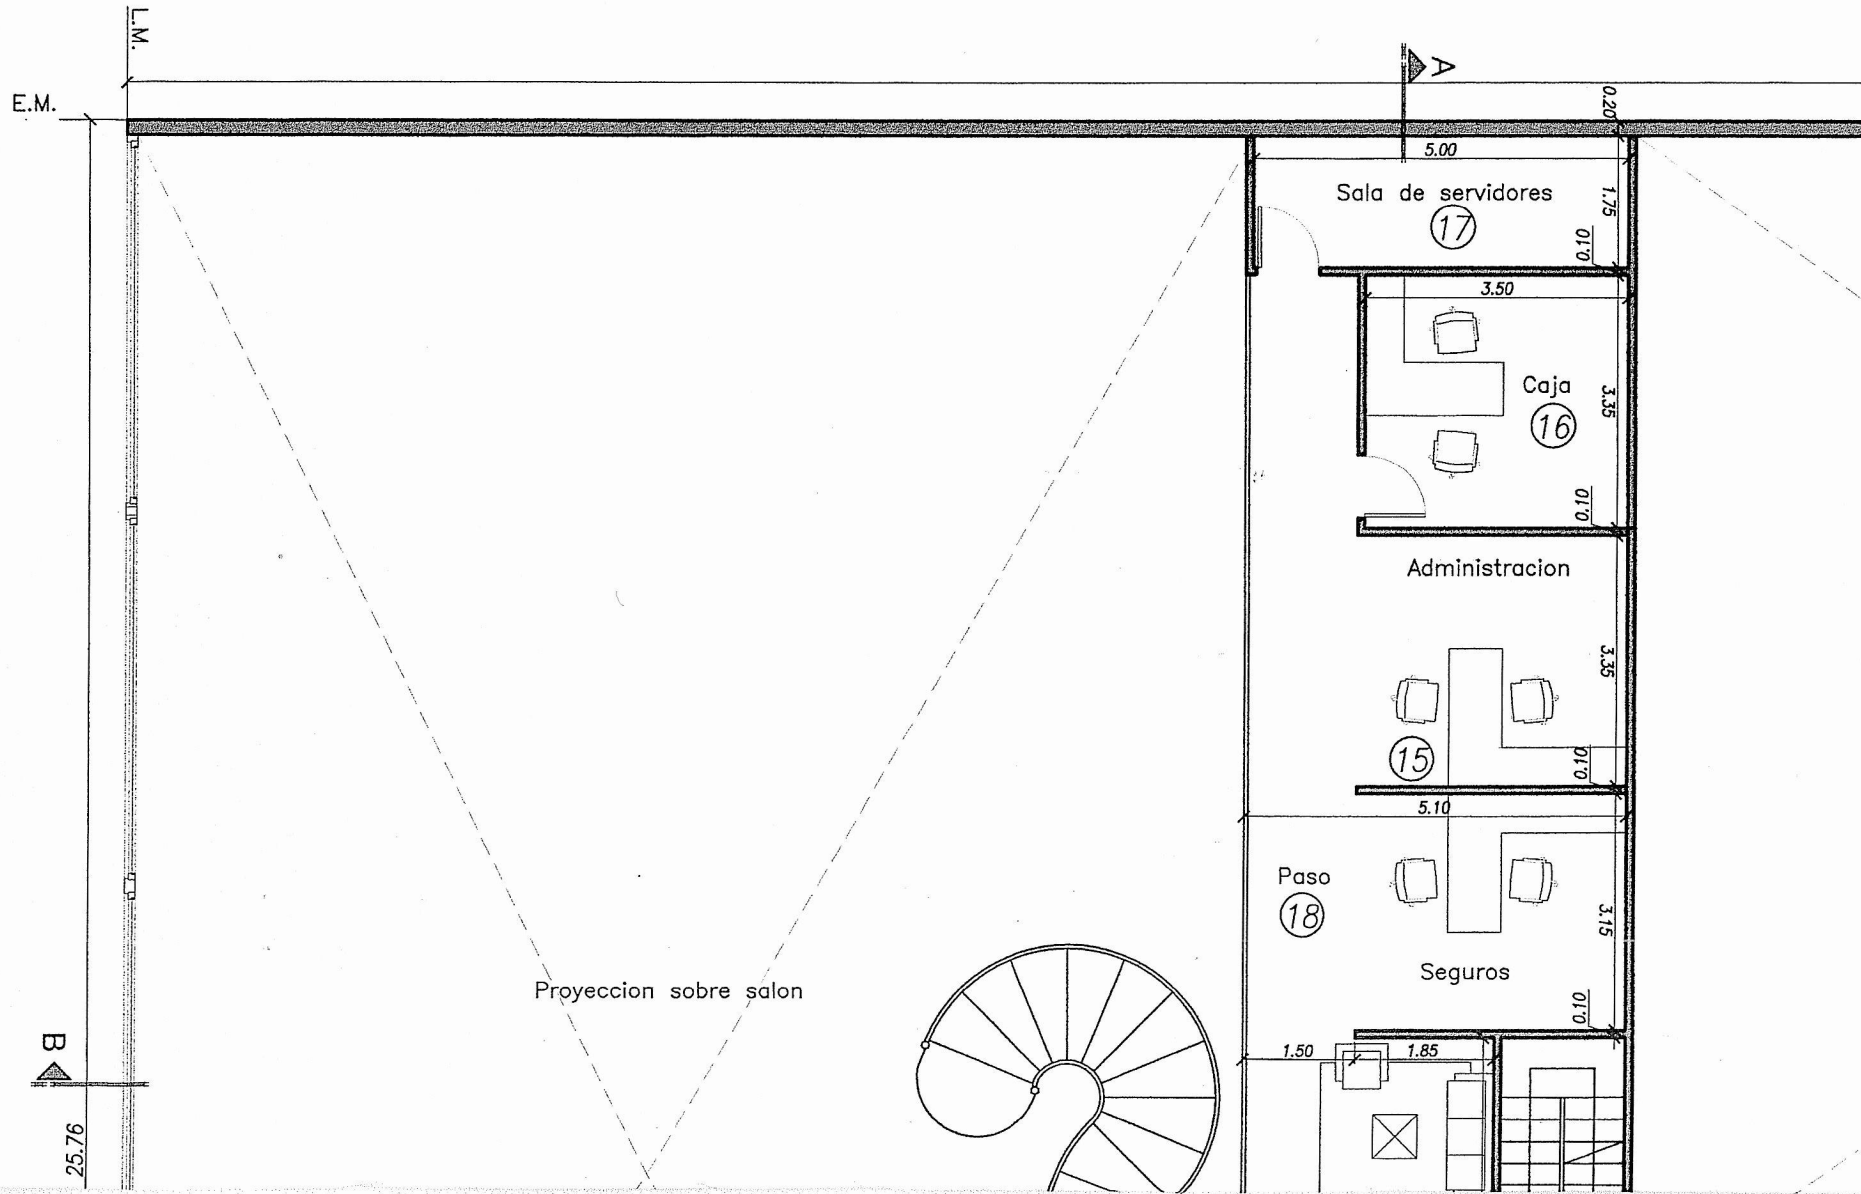 L.M.
A
E.M.
0.20
5.00
Sala de servidores
17
1.75
0.10
3.50
Caja
16
3.35
0.10
Administracion
3.35
15
0.10
5.10
Paso
18
3.15
Seguros
Proyeccion sobre salon
0.10
1.50
1.85
B
25.76